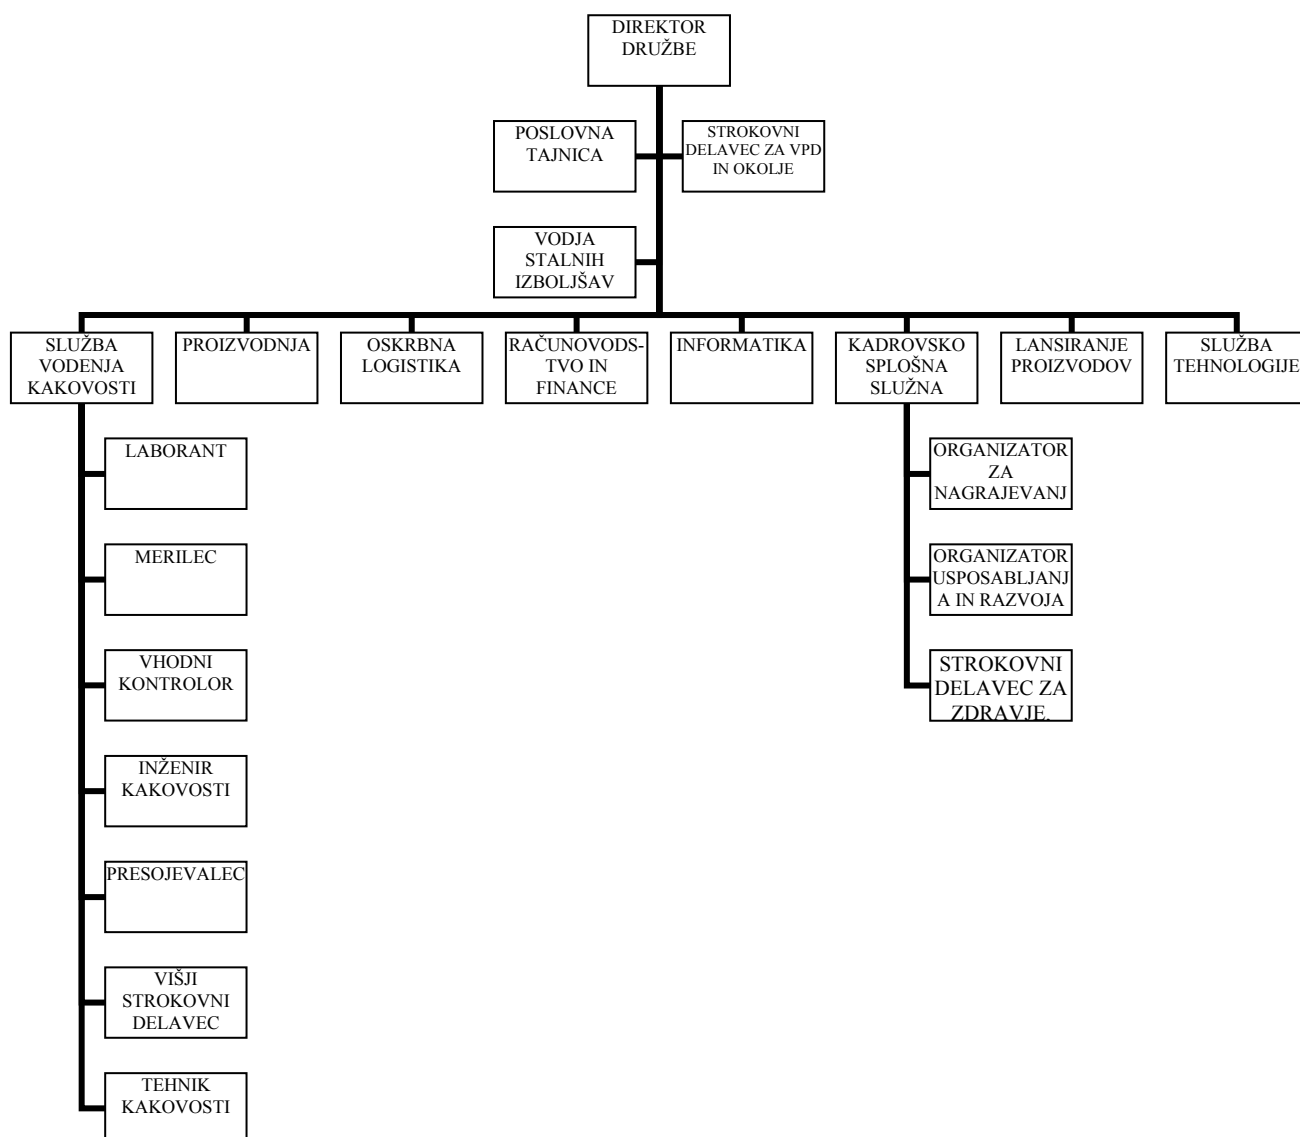 DIREKTOR
DRUŽBE
POSLOVNA
TAJNICA
STROKOVNI
DELAVEC ZA VPD
IN OKOLJE
VODJA
STALNIH
IZBOLJŠAV
SLUŽBA
VODENJA
KAKOVOSTI
PROIZVODNJA
OSKRBNA
LOGISTIKA
RAČUNOVODS-
TVO IN
FINANCE
INFORMATIKA
KADROVSKO
SPLOŠNA
SLUŽNA
LANSIRANJE
PROIZVODOV
SLUŽBA
TEHNOLOGIJE
LABORANT
MERILEC
VHODNI
KONTROLOR
INŽENIR
KAKOVOSTI
PRESOJEVALEC
VIŠJI
STROKOVNI
DELAVEC
TEHNIK
KAKOVOSTI
ORGANIZATOR
ZA
NAGRAJEVANJ
ORGANIZATOR
USPOSABLJANJ
A IN RAZVOJA
STROKOVNI
DELAVEC ZA
ZDRAVJE.